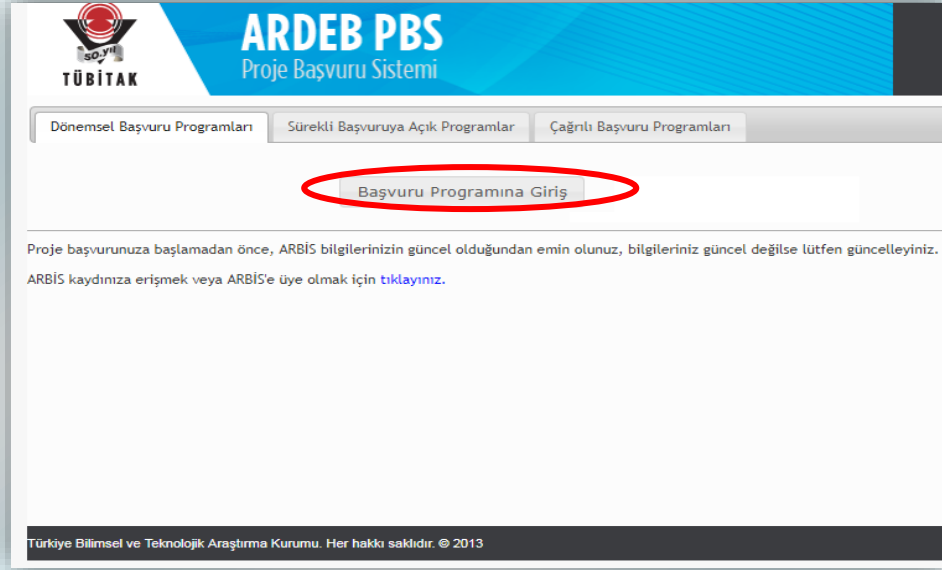 50.yıl
TÜBİTAK
ARDEB PBS
Proje Başvuru Sistemi
Dönemsel Başvuru Programları
Sürekli Başvuruya Açık Programlar
Çağrılı Başvuru Programları
Başvuru Programına Giriş
Proje başvurunuza başlamadan önce, ARBİS bilgilerinizin güncel olduğundan emin olunuz, bilgileriniz güncel değilse lütfen güncelleyiniz.
ARBİS kaydınıza erişmek veya ARBİS'e üye olmak için tıklayınız.
Türkiye Bilimsel ve Teknolojik Araştırma Kurumu. Her hakkı saklıdır. © 2013